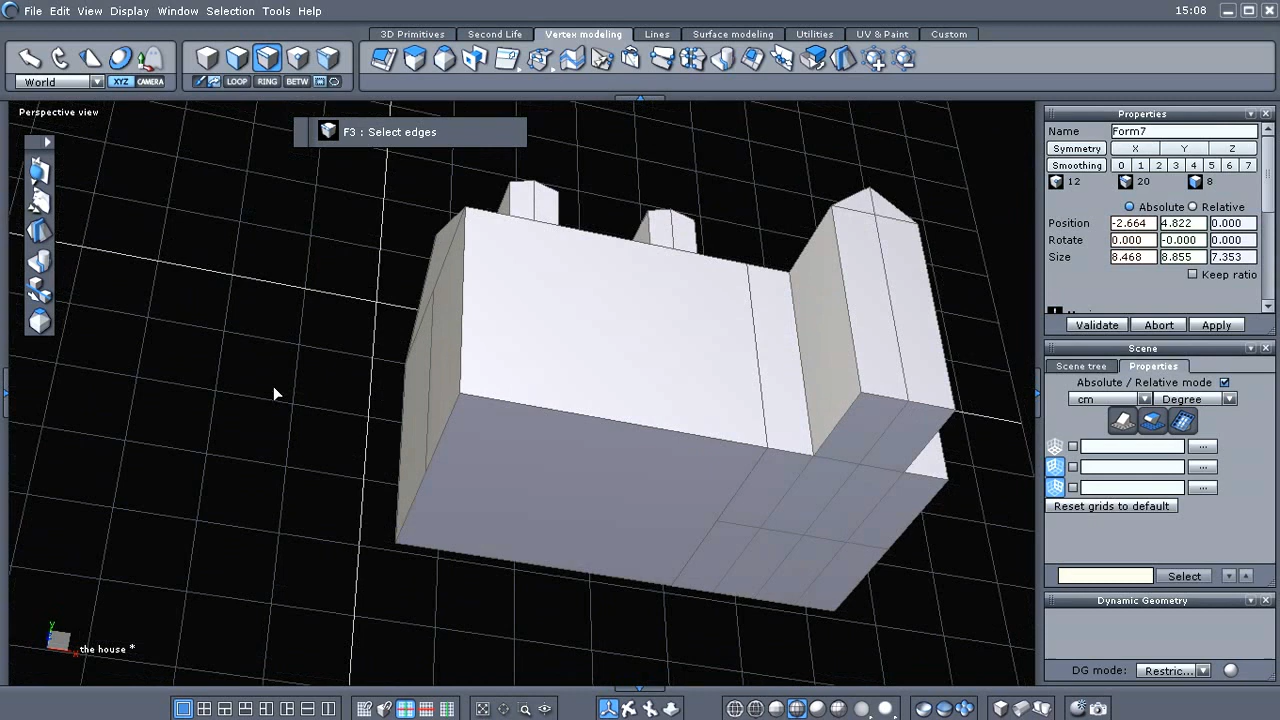 File Edit View Display Window Selection Tools Help 15:08
3D Primitives Second Life Vertex modeling Lines Surface modeling Utilities UV & Paint Custom
World XYZ CAMERA LOOP RING BETW
Perspective view
F3 : Select edges
Properties
Name Form7
Symmetry X Y Z
Smoothing 0 1 2 3 4 5 6 7
12 20 8
Absolute Relative
Position -2.664 4.822 0.000
Rotate 0.000 -0.000 0.000
Size 8.468 8.855 7.353
Keep ratio
Validate Abort Apply
Scene
Scene tree Properties
Absolute / Relative mode
cm Degree
...
...
...
Reset grids to default
Select
Dynamic Geometry
DG mode: Restric...
y
x
the house *